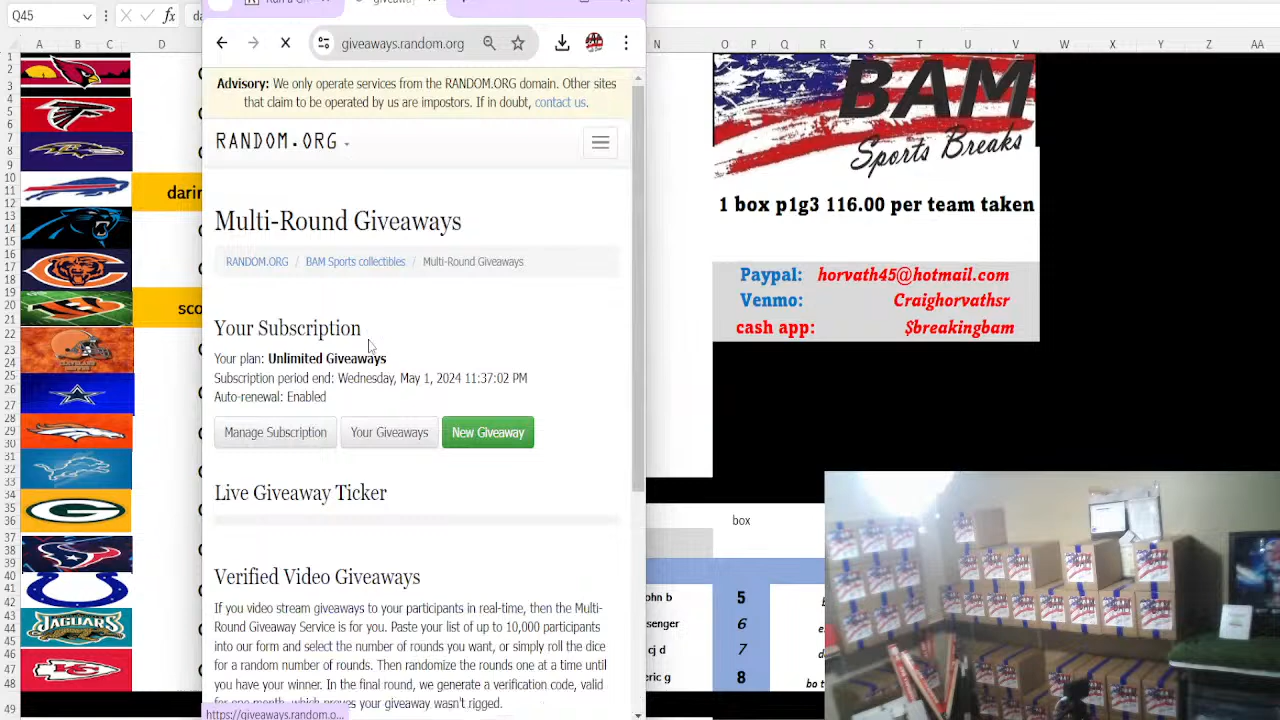 Q45
giveaways.random.org
A B C D N O P Q R S T U V W X Y Z AA
Advisory: We only operate services from the RANDOM.ORG domain. Other sites
that claim to be operated by us are impostors. If in doubt, contact us.
RANDOM.ORG
Multi-Round Giveaways
RANDOM.ORG / BAM Sports collectibles / Multi-Round Giveaways
Your Subscription
Your plan: Unlimited Giveaways
Subscription period end: Wednesday, May 1, 2024 11:37:02 PM
Auto-renewal: Enabled
Manage Subscription Your Giveaways New Giveaway
Live Giveaway Ticker
Verified Video Giveaways
If you video stream giveaways to your participants in real-time, then the Multi-
Round Giveaway Service is for you. Paste your list of up to 10,000 participants
into our form and select the number of rounds you want, or simply roll the dice
for a random number of rounds. Then randomize the rounds one at a time until
you have your winner. In the final round, we generate a verification code, valid
for one month, which proves your giveaway wasn't rigged.
https://giveaways.random.o...
BAM
Sports Breaks
1 box p1g3 116.00 per team taken
Paypal: horvath45@hotmail.com
Venmo: Craighorvathsr
cash app: $breakingbam
box
5
6
cj d 7
eric g 8
JAGUARS